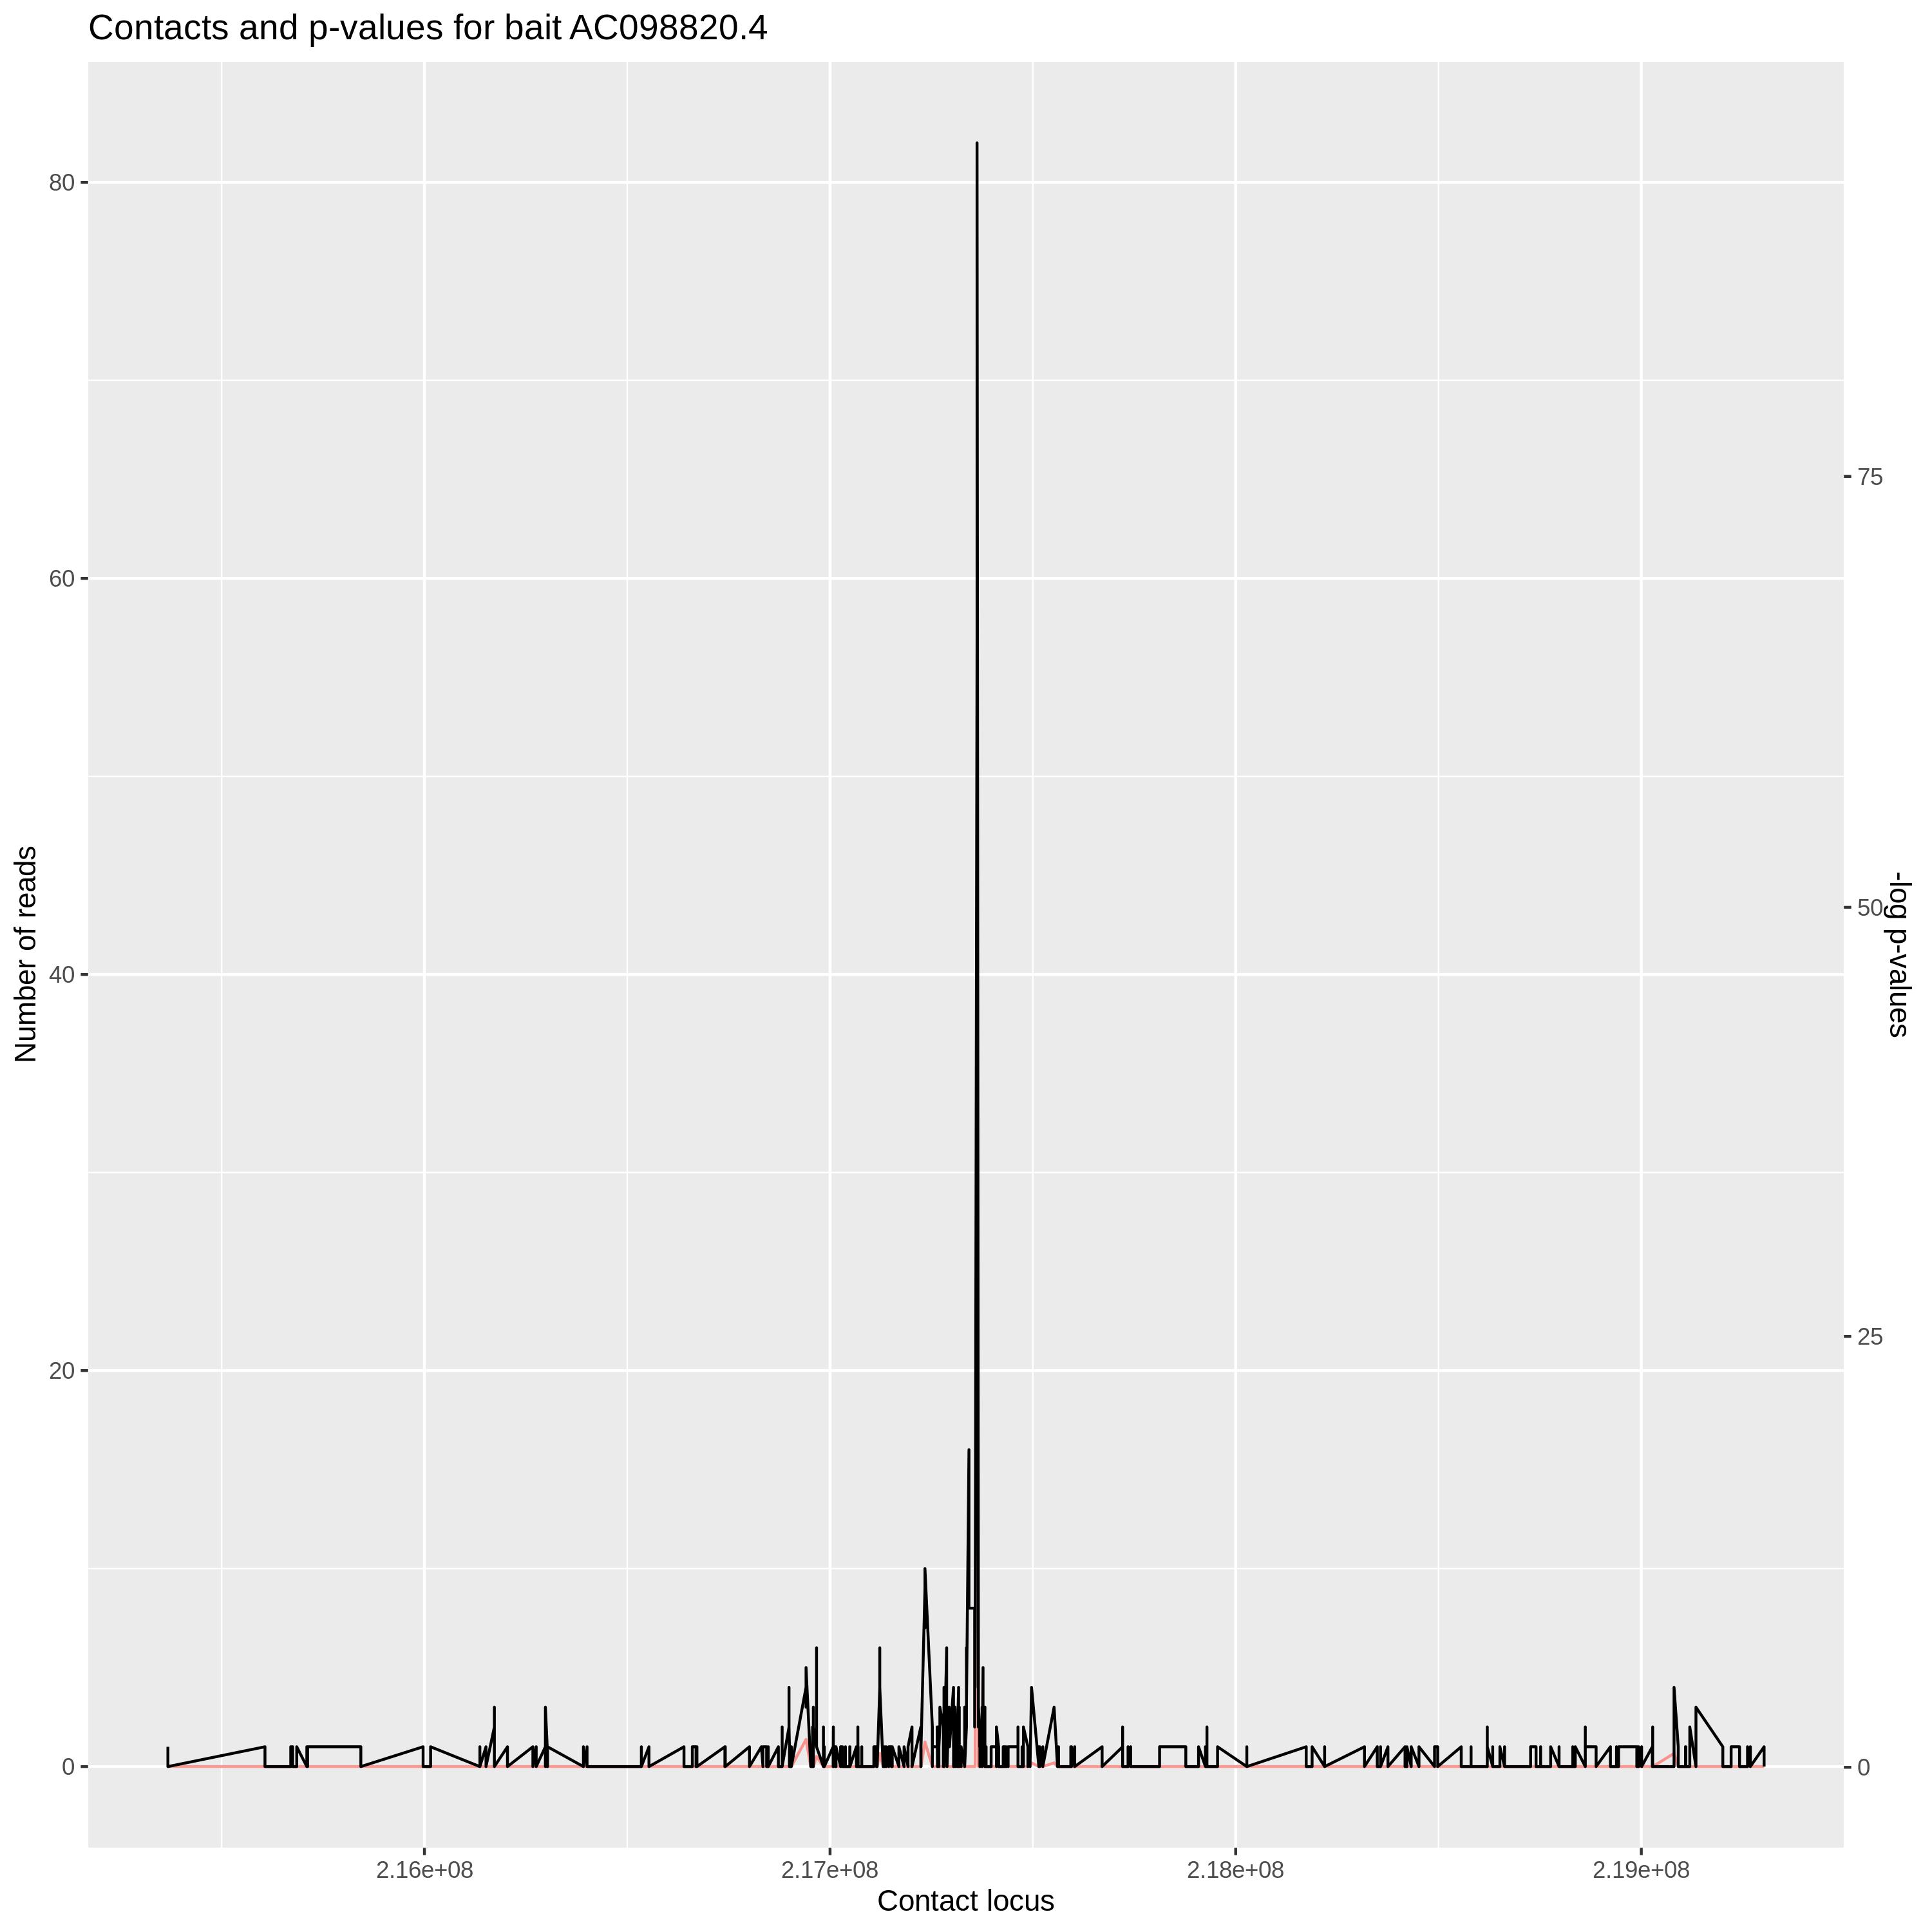 Contacts and p-values for bait AC098820.4
80
60
40
20
0
Number of reads
75
50
25
0
-log p-values
2.16e+08
2.17e+08
2.18e+08
2.19e+08
Contact locus